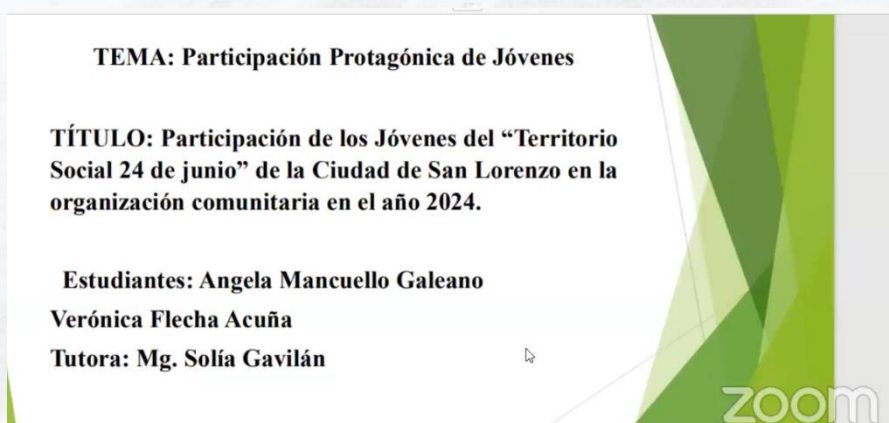 TEMA: Participación Protagónica de Jóvenes
TÍTULO: Participación de los Jóvenes del “Territorio
Social 24 de junio” de la Ciudad de San Lorenzo en la
organización comunitaria en el año 2024.
Estudiantes: Angela Mancuello Galeano
Verónica Flecha Acuña
Tutora: Mg. Solía Gavilán
zoom